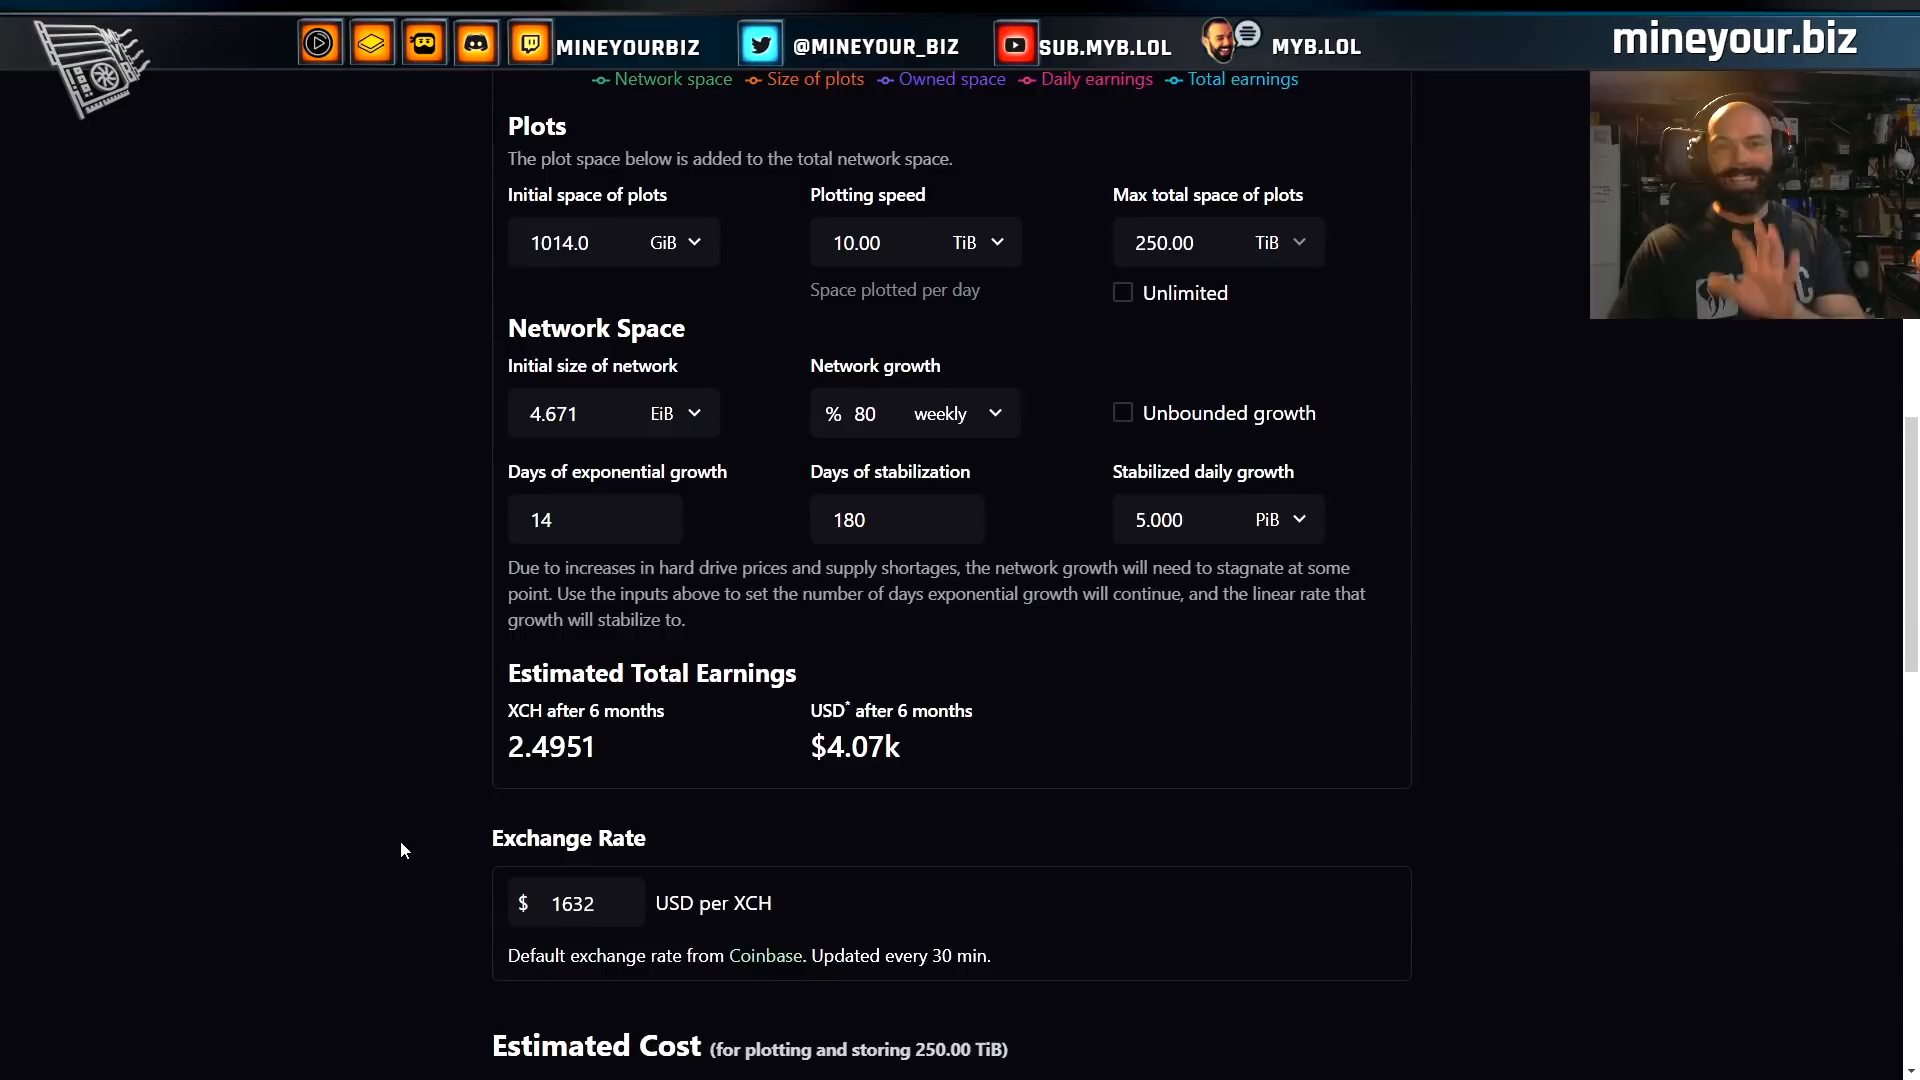 MINEYOURBIZ @MINEYOUR_BIZ SUB.MYB.LOL MYB.LOL mineyour.biz
Network space Size of plots Owned space Daily earnings Total earnings
Plots
The plot space below is added to the total network space.
Initial space of plots Plotting speed Max total space of plots
1014.0 GiB 10.00 TiB 250.00 TiB
Space plotted per day Unlimited
Network Space
Initial size of network Network growth
4.671 EiB % 80 weekly Unbounded growth
Days of exponential growth Days of stabilization Stabilized daily growth
14 180 5.000 PiB
Due to increases in hard drive prices and supply shortages, the network growth will need to stagnate at some
point. Use the inputs above to set the number of days exponential growth will continue, and the linear rate that
growth will stabilize to.
Estimated Total Earnings
XCH after 6 months USD* after 6 months
2.4951 $4.07k
Exchange Rate
$ 1632 USD per XCH
Default exchange rate from Coinbase. Updated every 30 min.
Estimated Cost (for plotting and storing 250.00 TiB)